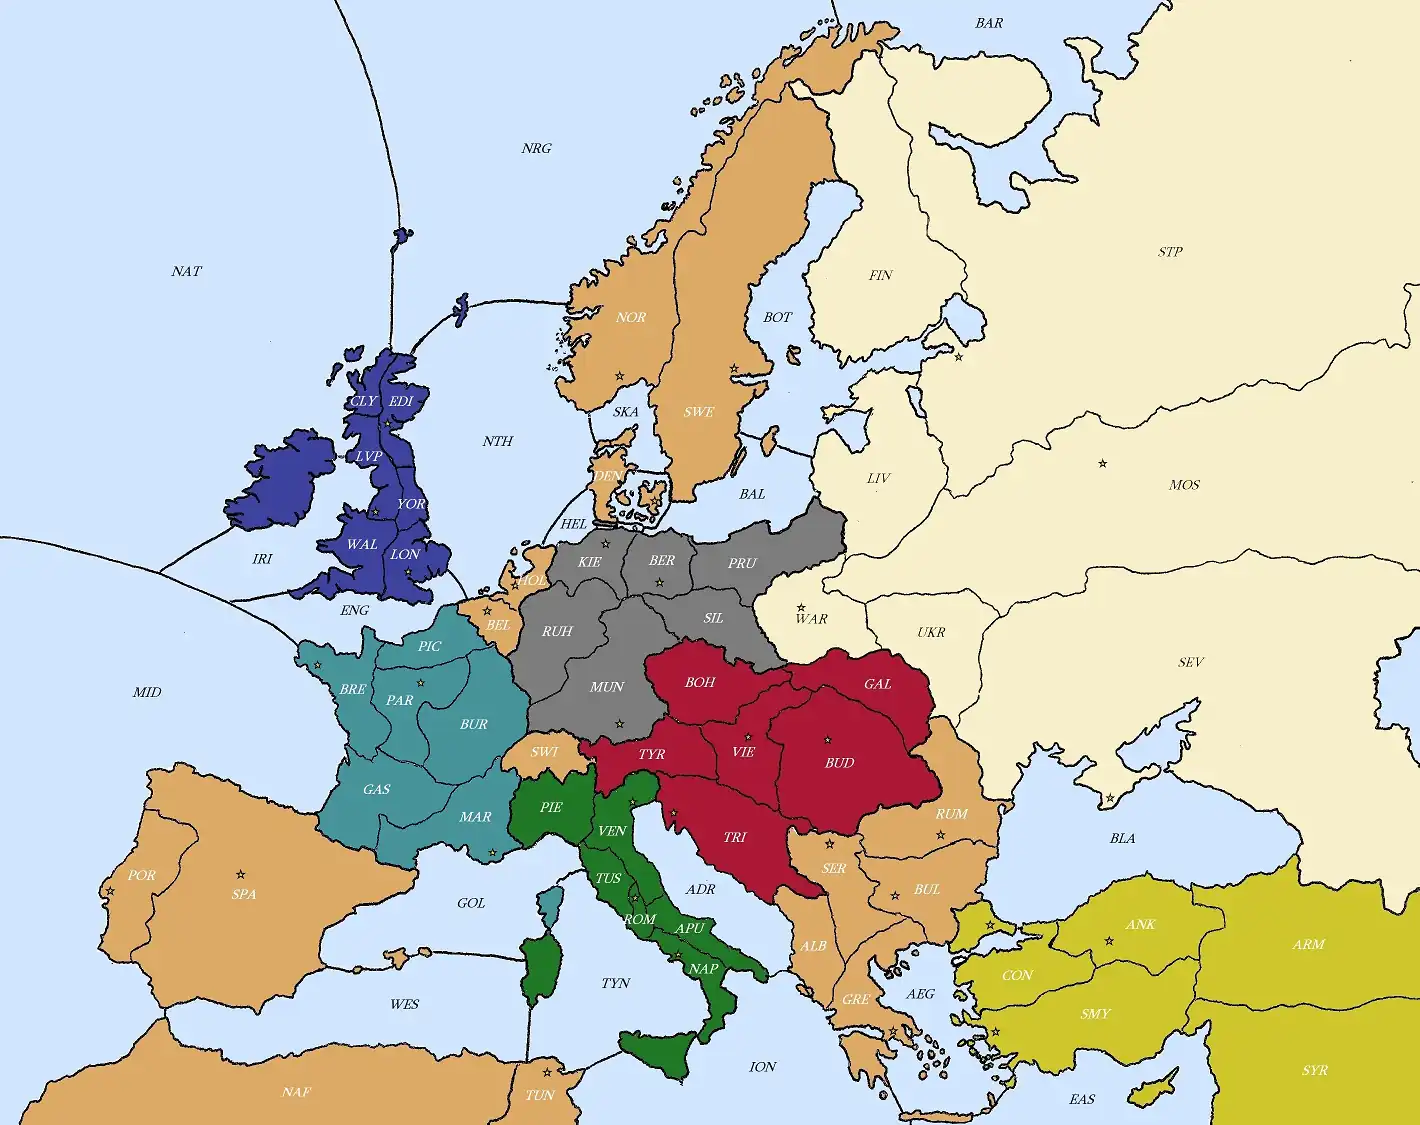 BAR
NRG
STP
NAT
FIN
NOR
BOT
CLY
EDI
SKA
SWE
NTH
LVP
DEN
LIV
MOS
BAL
YOR
HEL
WAL
LON
IRI
KIE
BER
PRU
HOL
ENG
BEL
RUH
SIL
WAR
UKR
PIC
SEV
BRE
PAR
MUN
BOH
GAL
MID
BUR
SWI
TYR
VIE
BUD
GAS
PIE
MAR
VEN
TRI
RUM
BLA
POR
SPA
TUS
ADR
SER
BUL
GOL
ROM
APU
ANK
ALB
ARM
NAP
CON
TYN
WES
GRE
AEG
SMY
ION
SYR
NAF
TUN
EAS